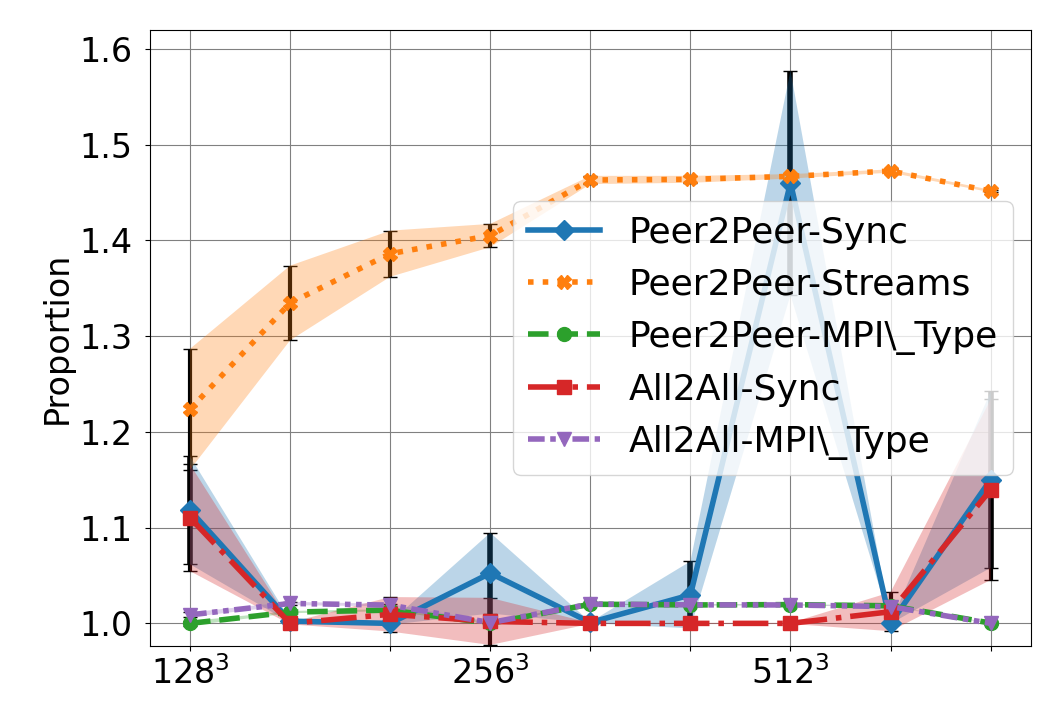 1.6
1.5
1.4
1.3
1.2
1.1
1.0
Proportion
Peer2Peer-Sync
Peer2Peer-Streams
Peer2Peer-MPI\_Type
All2All-Sync
All2All-MPI\_Type
128³ 256³ 512³